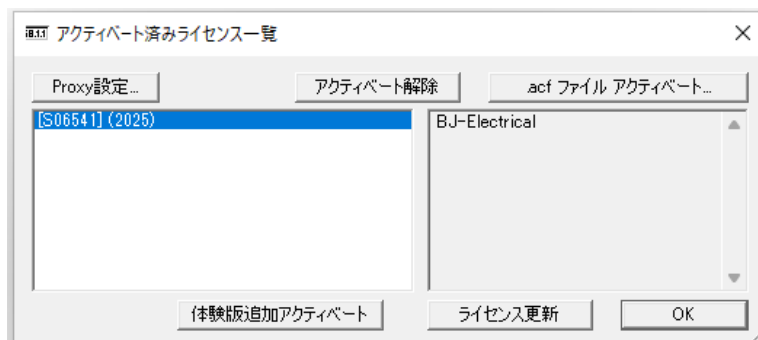 iB.1.1 アクティベート済みライセンス一覧
Proxy設定... アクティベート解除 .acf ファイル アクティベート...
[S06541] (2025) BJ-Electrical
体験版追加アクティベート ライセンス更新 OK